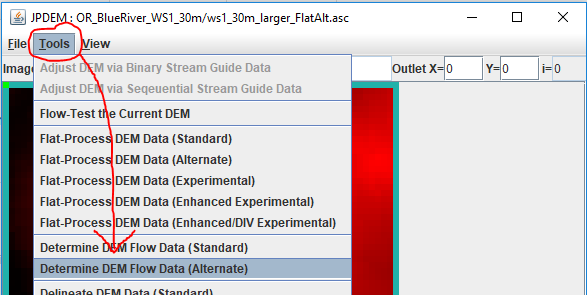 JPDEM : OR_BlueRiver_WS1_30m/ws1_30m_larger_FlatAlt.asc
File Tools View
Image Outlet X= 0 Y= 0 i= 0
Adjust DEM via Binary Stream Guide Data
Adjust DEM via Seqeuential Stream Guide Data
Flow-Test the Current DEM
Flat-Process DEM Data (Standard)
Flat-Process DEM Data (Alternate)
Flat-Process DEM Data (Experimental)
Flat-Process DEM Data (Enhanced Experimental)
Flat-Process DEM Data (Enhanced/DIV Experimental)
Determine DEM Flow Data (Standard)
Determine DEM Flow Data (Alternate)
Delineate DEM Data (Standard)